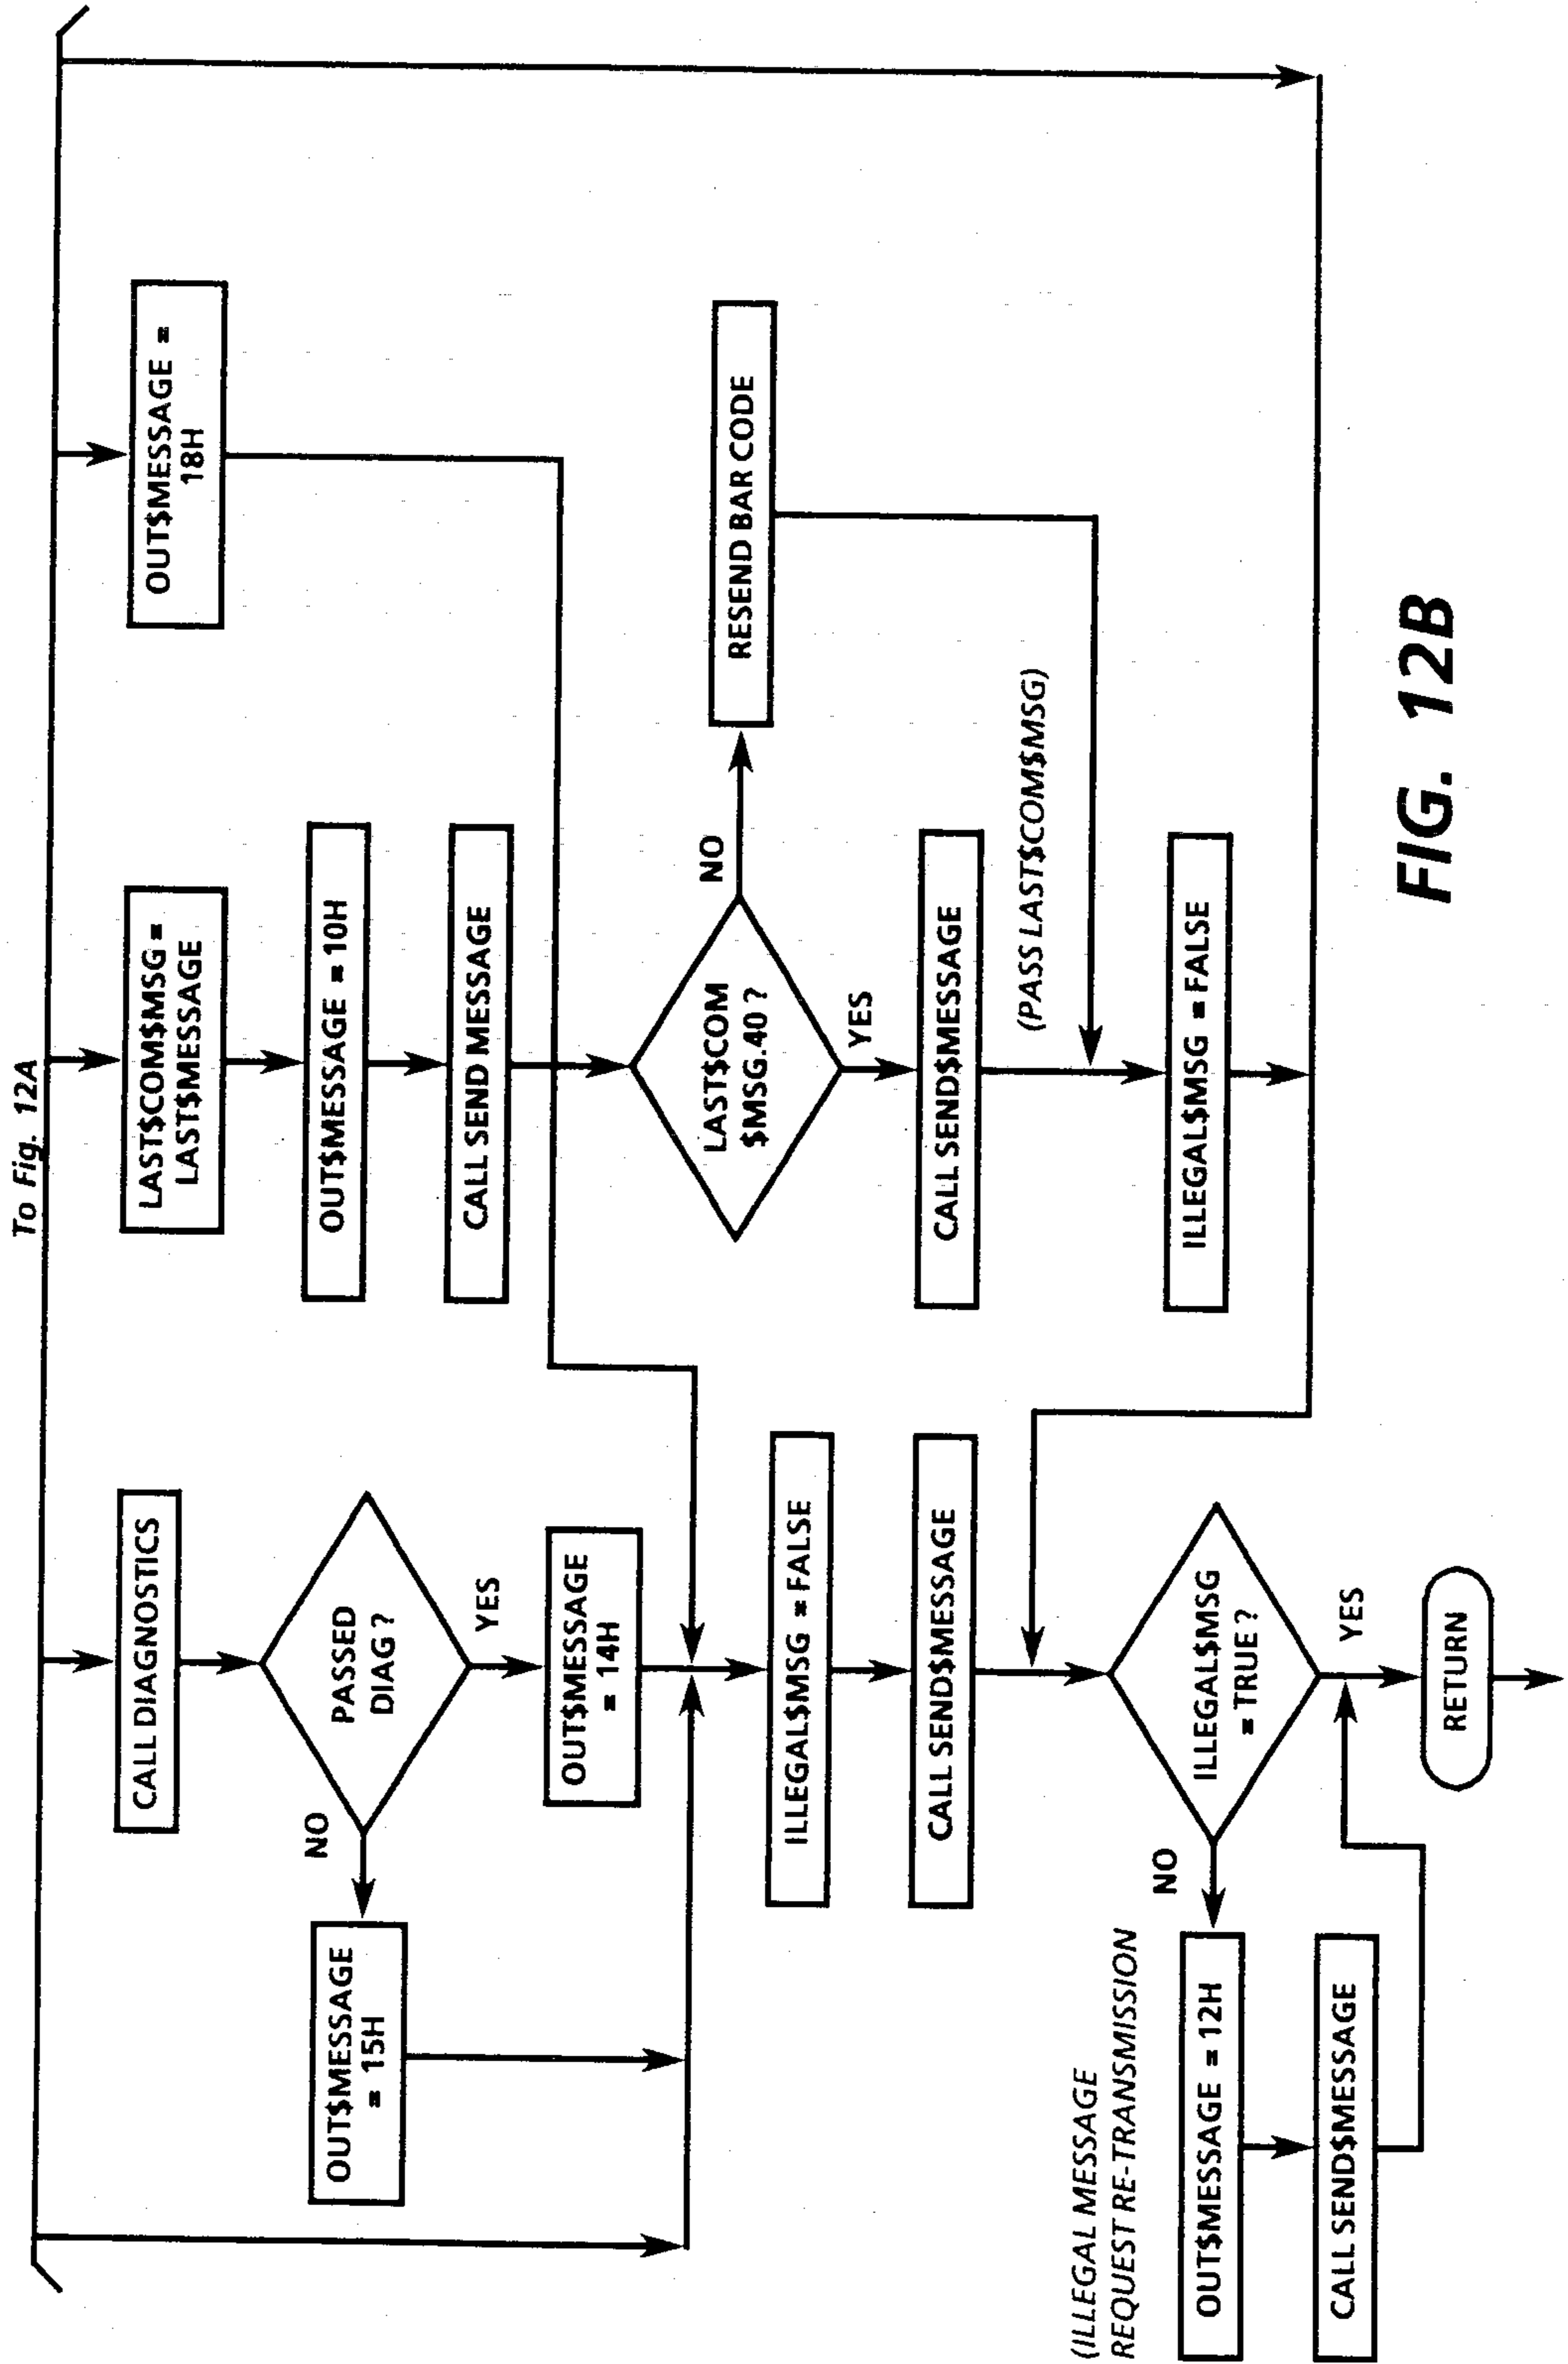 To Fig. 12A
CALL DIAGNOSTICS
PASSED
DIAG?
NO
YES
OUT$MESSAGE
= 15H
OUT$MESSAGE
= 14H
ILLEGAL$MSG = FALSE
CALL SEND$MESSAGE
ILLEGAL$MSG
= TRUE?
NO
YES
(ILLEGAL MESSAGE
REQUEST RE-TRANSMISSION
OUT$MESSAGE = 12H
CALL SEND$MESSAGE
RETURN
LAST$COM$MSG =
LAST$MESSAGE
OUT$MESSAGE = 10H
CALL SEND MESSAGE
LAST$COM
$MSG.40?
NO
YES
RESEND BAR CODE
CALL SEND$MESSAGE
(PASS LAST$COM$MSG)
ILLEGAL$MSG = FALSE
OUT$MESSAGE =
18H
FIG. 12B